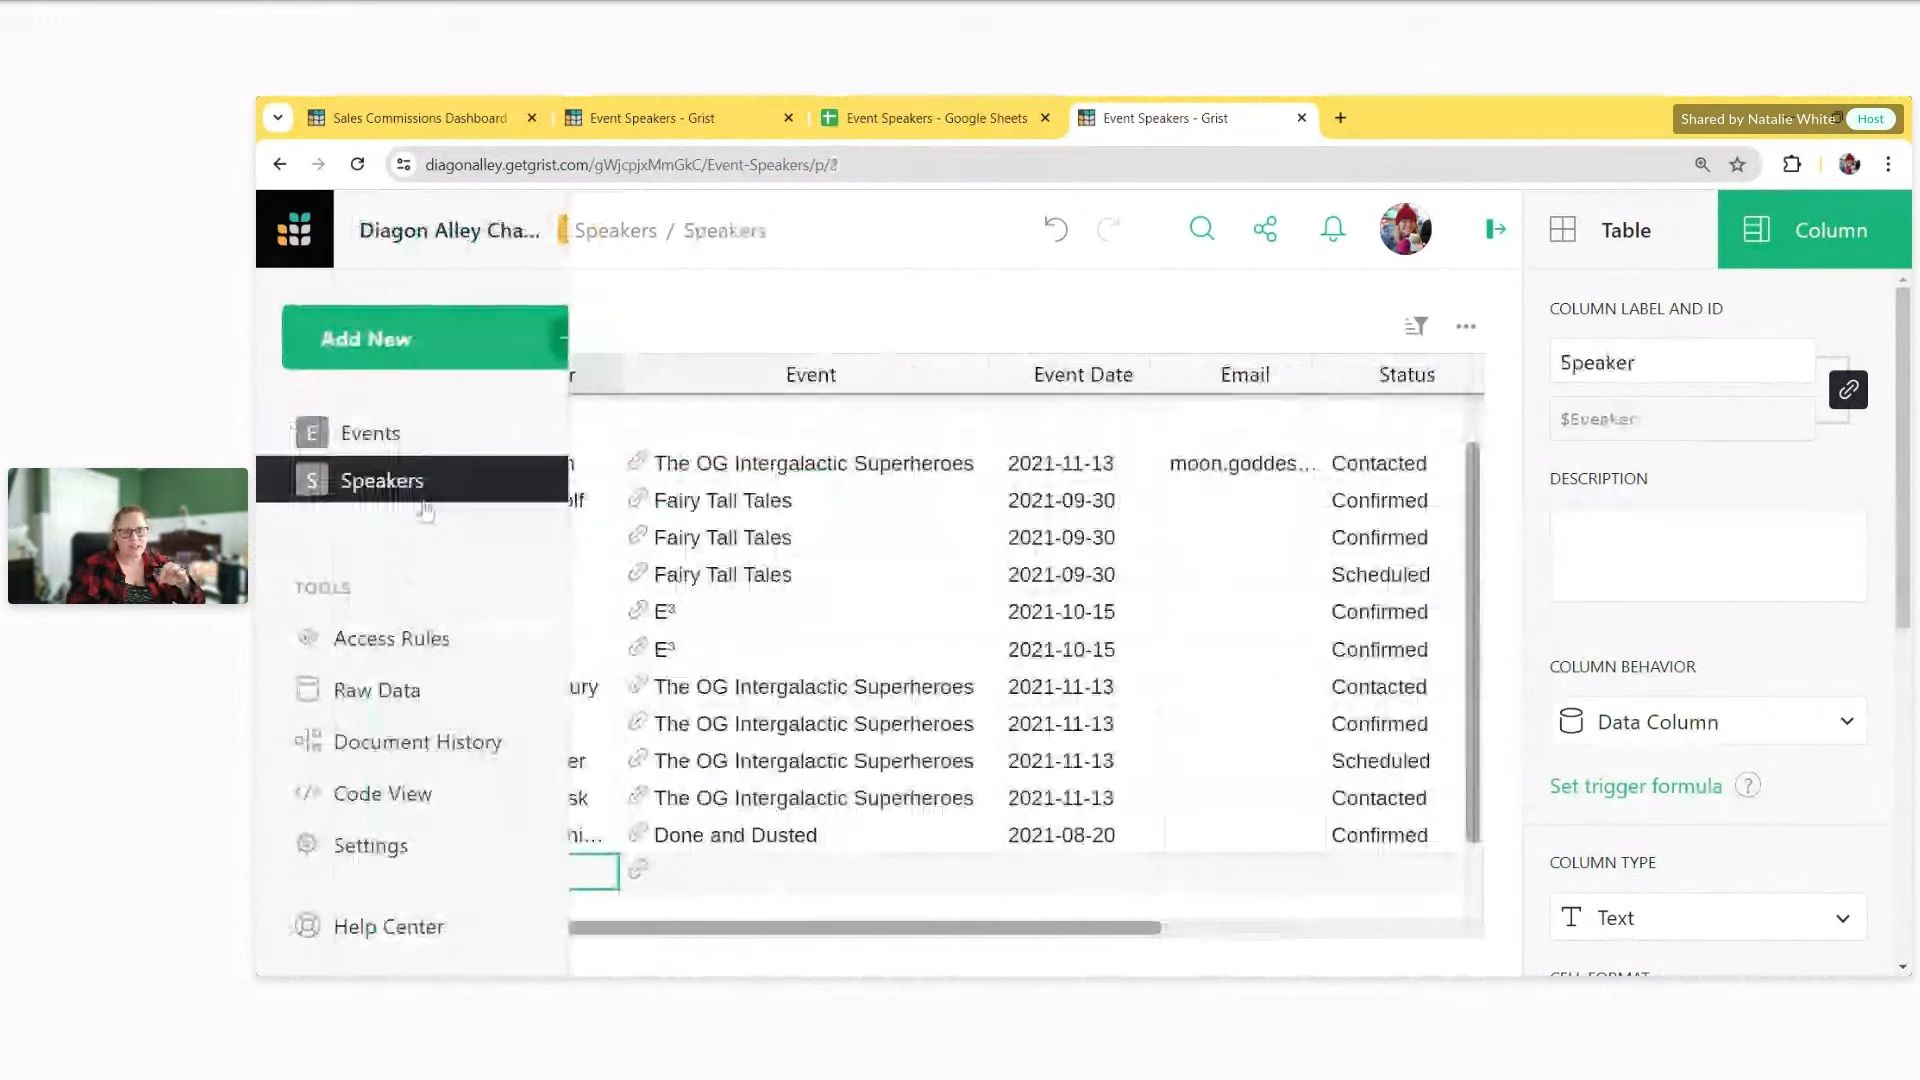 Sales Commissions Dashboard
Event Speakers - Grist
Event Speakers - Google Sheets
Event Speakers - Grist
Shared by Natalie White
Host
diagonalley.getgrist.com/gWjcpjxMmGkC/Event-Speakers/p/2
Diagon Alley Cha...
Speakers / Speakers
Table
Column
Add New
Events
Speakers
TOOLS
Access Rules
Raw Data
Document History
Code View
Settings
Help Center
r Event Event Date Email Status
The OG Intergalactic Superheroes 2021-11-13 moon.goddes... Contacted
lf Fairy Tall Tales 2021-09-30 Confirmed
Fairy Tall Tales 2021-09-30 Confirmed
Fairy Tall Tales 2021-09-30 Scheduled
E³ 2021-10-15 Confirmed
E³ 2021-10-15 Confirmed
ury The OG Intergalactic Superheroes 2021-11-13 Contacted
The OG Intergalactic Superheroes 2021-11-13 Confirmed
er The OG Intergalactic Superheroes 2021-11-13 Scheduled
sk The OG Intergalactic Superheroes 2021-11-13 Contacted
ni... Done and Dusted 2021-08-20 Confirmed
COLUMN LABEL AND ID
Speaker
DESCRIPTION
COLUMN BEHAVIOR
Data Column
Set trigger formula ?
COLUMN TYPE
Text
CELL FORMAT